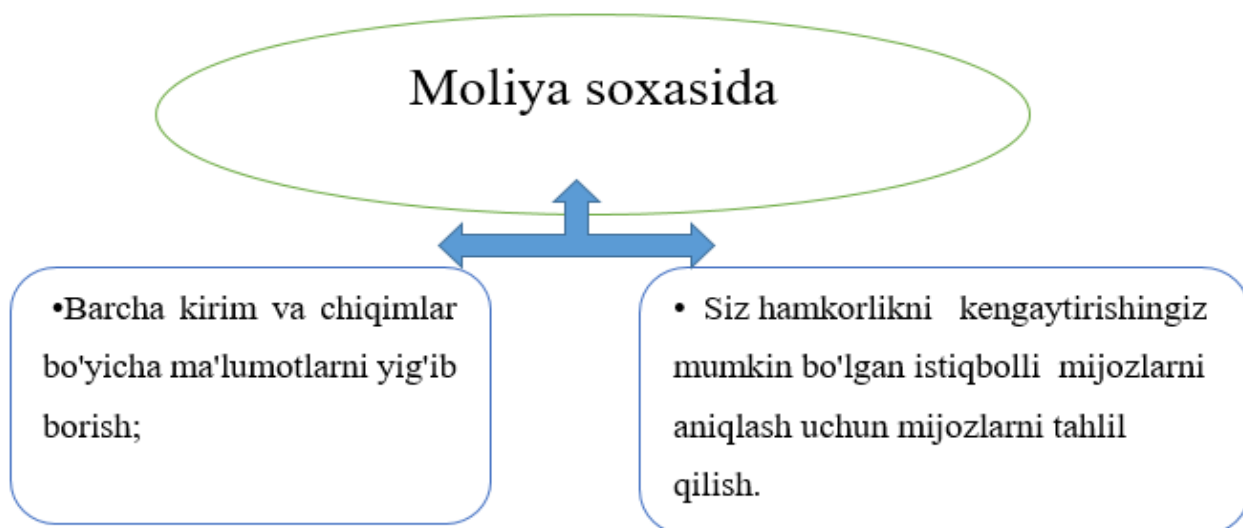 Moliya soxasida
•Barcha kirim va chiqimlar
bo'yicha ma'lumotlarni yig'ib
borish;
• Siz hamkorlikni kengaytirishingiz
mumkin bo'lgan istiqbolli mijozlarni
aniqlash uchun mijozlarni tahlil
qilish.